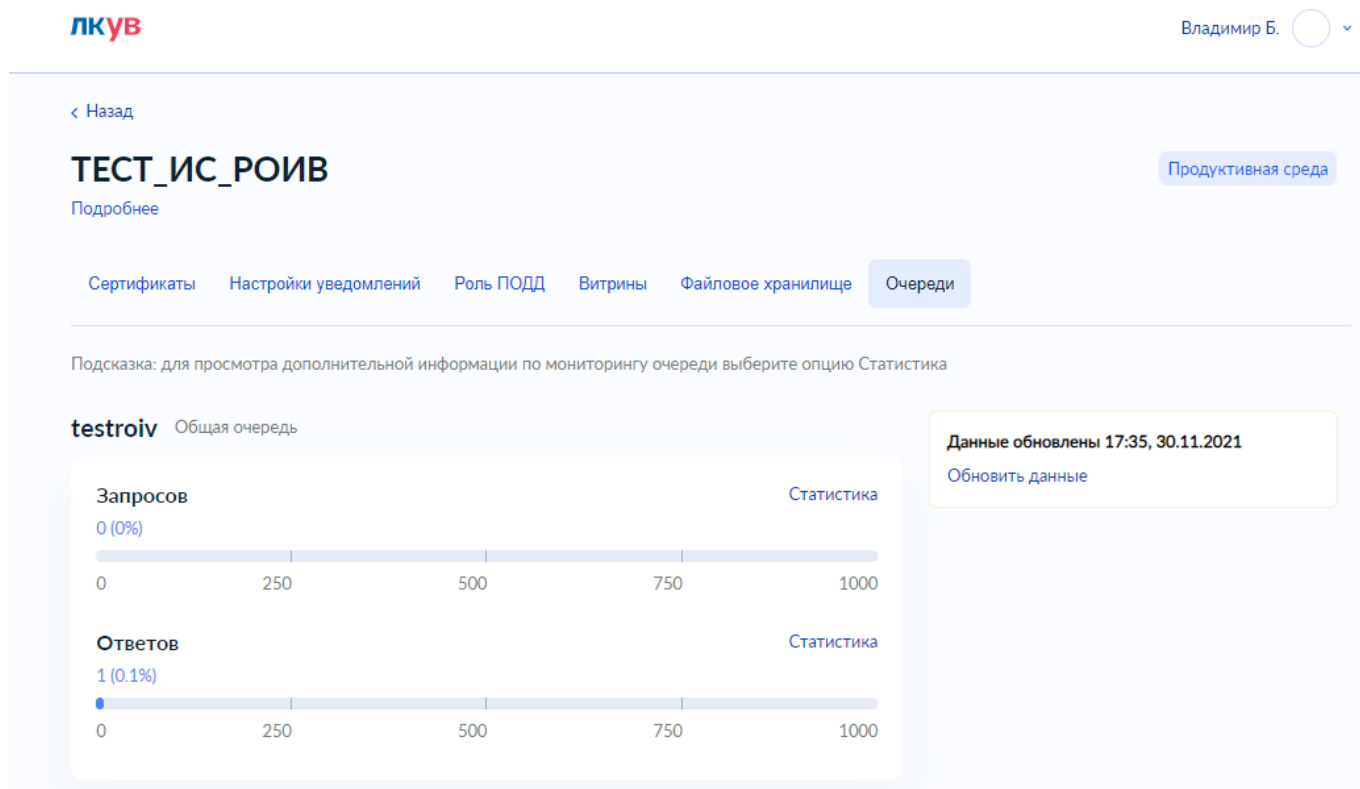 лкув
Владимир Б.
Назад
ТЕСТ_ИС_РОИВ
Продуктивная среда
Подробнее
Сертификаты Настройки уведомлений Роль ПОДД Витрины Файловое хранилище Очереди
Подсказка: для просмотра дополнительной информации по мониторингу очереди выберите опцию Статистика
testroiv Общая очередь
Запросов Статистика
0 (0%)
0 250 500 750 1000
Ответов Статистика
1 (0.1%)
0 250 500 750 1000
Данные обновлены 17:35, 30.11.2021
Обновить данные